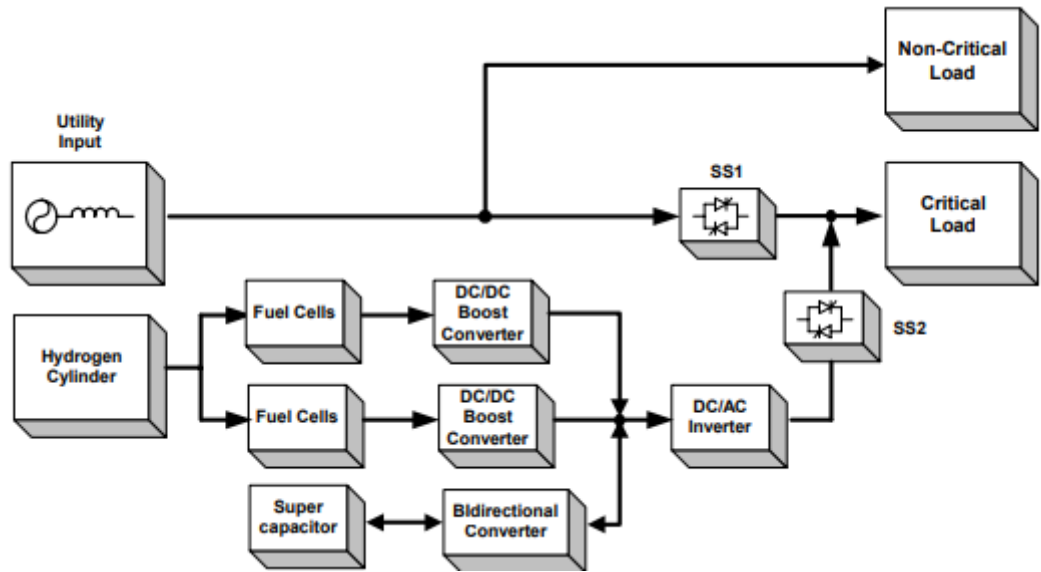 Non-Critical
Load
Utility
Input
SS1
Critical
Load
Fuel Cells
DC/DC
Boost
Converter
SS2
Hydrogen
Cylinder
Fuel Cells
DC/DC
Boost
Converter
DC/AC
Inverter
Super
capacitor
BIdirectional
Converter